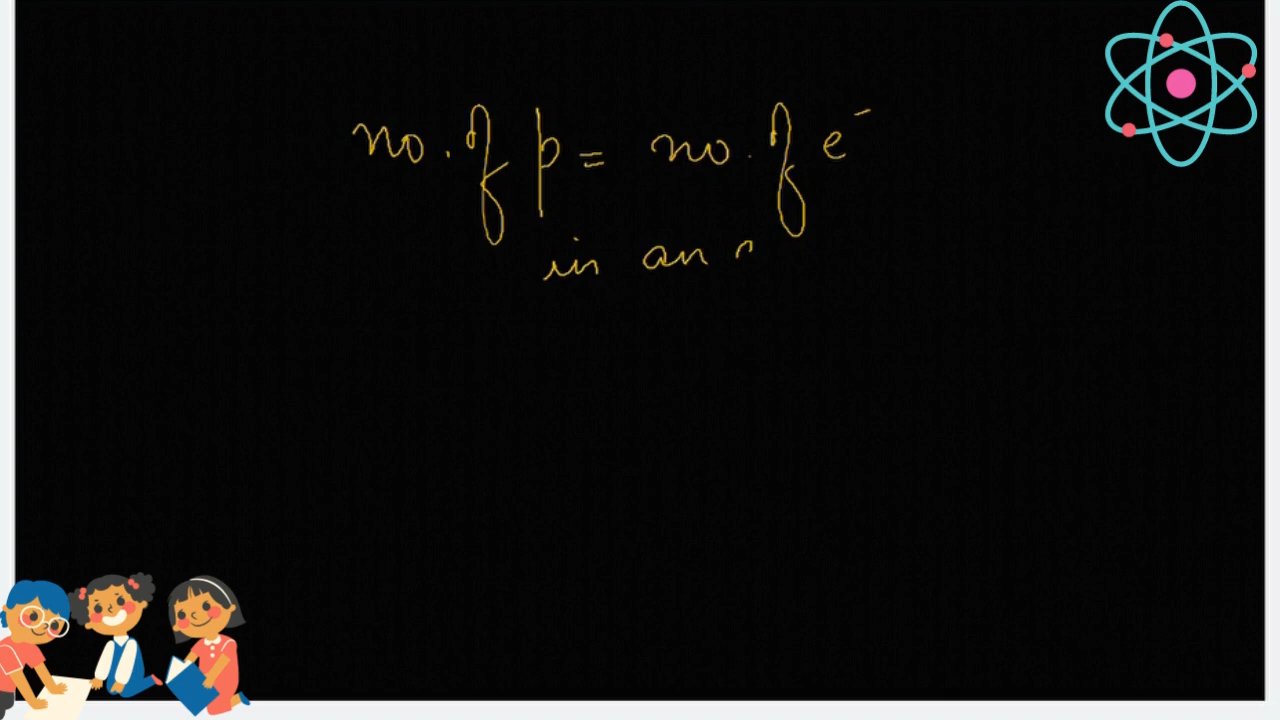 no. of p = no. of e⁻
in an